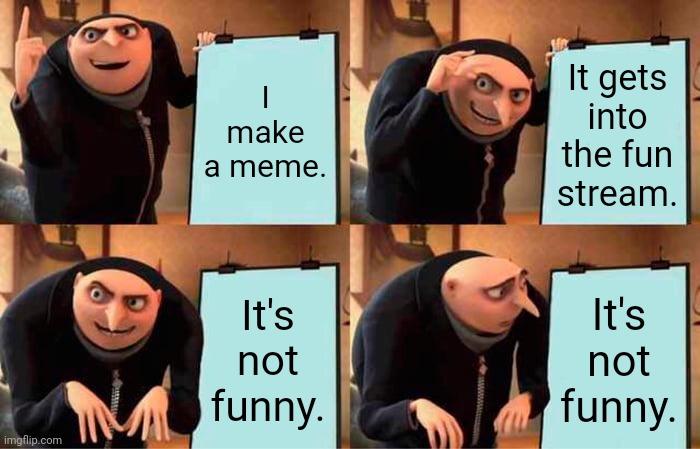 I
make
a meme.
It gets
into
the fun
stream.
It's
not
funny.
It's
not
funny.
imgflip.com